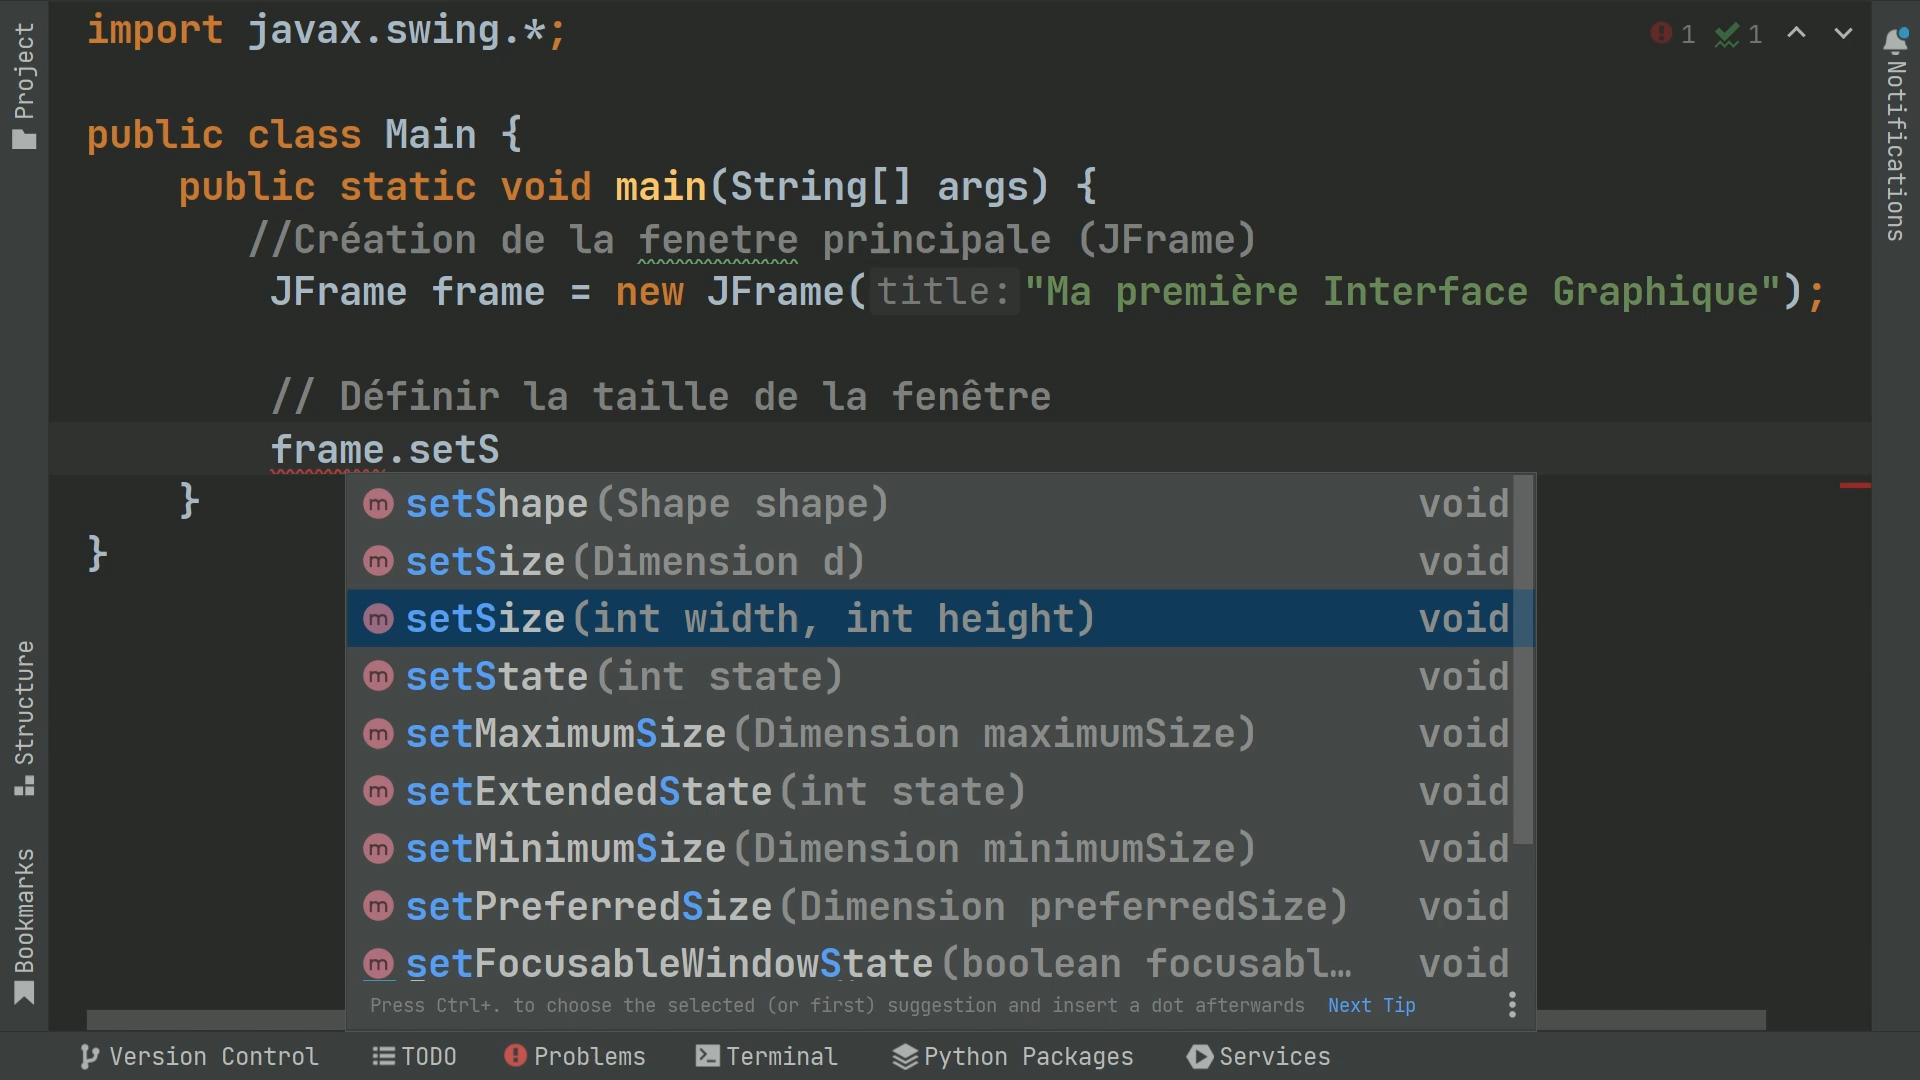 import javax.swing.*;
1 1
public class Main {
public static void main(String[] args) {
//Création de la fenetre principale (JFrame)
JFrame frame = new JFrame( title: "Ma première Interface Graphique");
// Définir la taille de la fenêtre
frame.setS
}
}
setShape(Shape shape) void
setSize(Dimension d) void
setSize(int width, int height) void
setState(int state) void
setMaximumSize(Dimension maximumSize) void
setExtendedState(int state) void
setMinimumSize(Dimension minimumSize) void
setPreferredSize(Dimension preferredSize) void
setFocusableWindowState(boolean focusabl… void
Press Ctrl+. to choose the selected (or first) suggestion and insert a dot afterwards Next Tip
Project
Structure
Bookmarks
Notifications
Version Control TODO Problems Terminal Python Packages Services